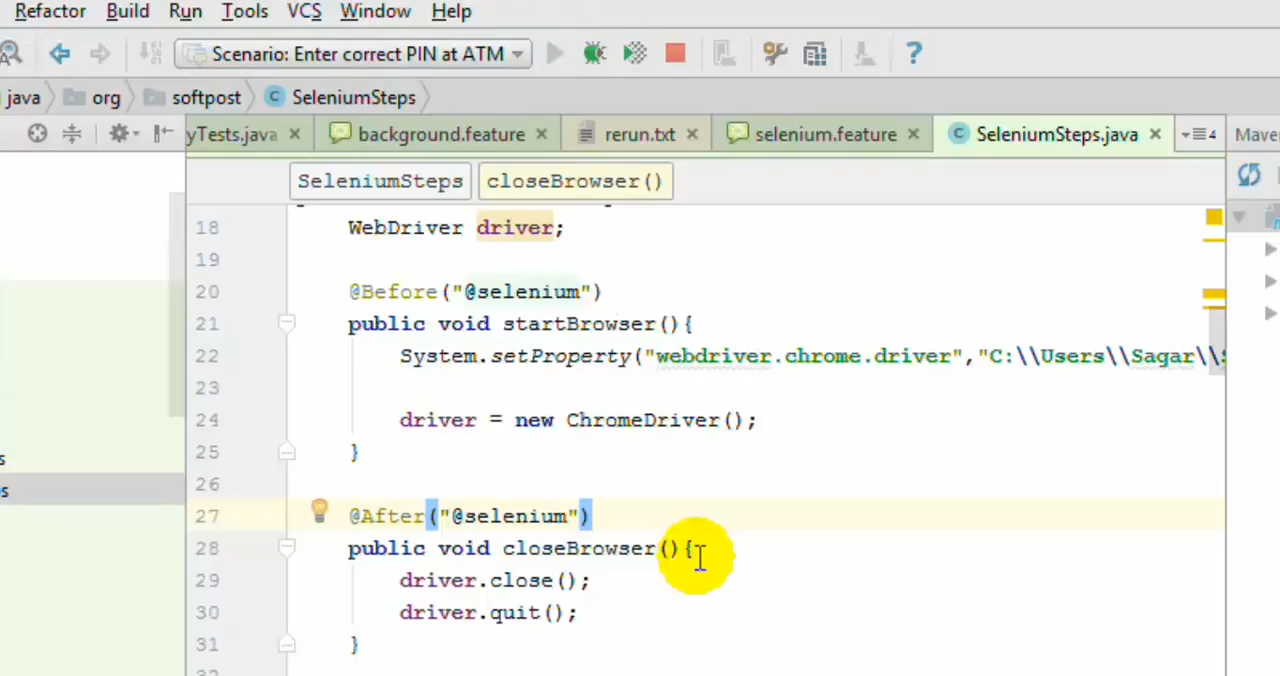 Refactor Build Run Tools VCS Window Help
Scenario: Enter correct PIN at ATM
java org softpost SeleniumSteps
yTests.java background.feature rerun.txt selenium.feature SeleniumSteps.java 4 Maven
SeleniumSteps closeBrowser()
18 WebDriver driver;
19
20 @Before("@selenium")
21 public void startBrowser(){
22 System.setProperty("webdriver.chrome.driver","C:\\Users\\Sagar\\
23
24 driver = new ChromeDriver();
25 }
26
27 @After("@selenium")
28 public void closeBrowser(){
29 driver.close();
30 driver.quit();
31 }